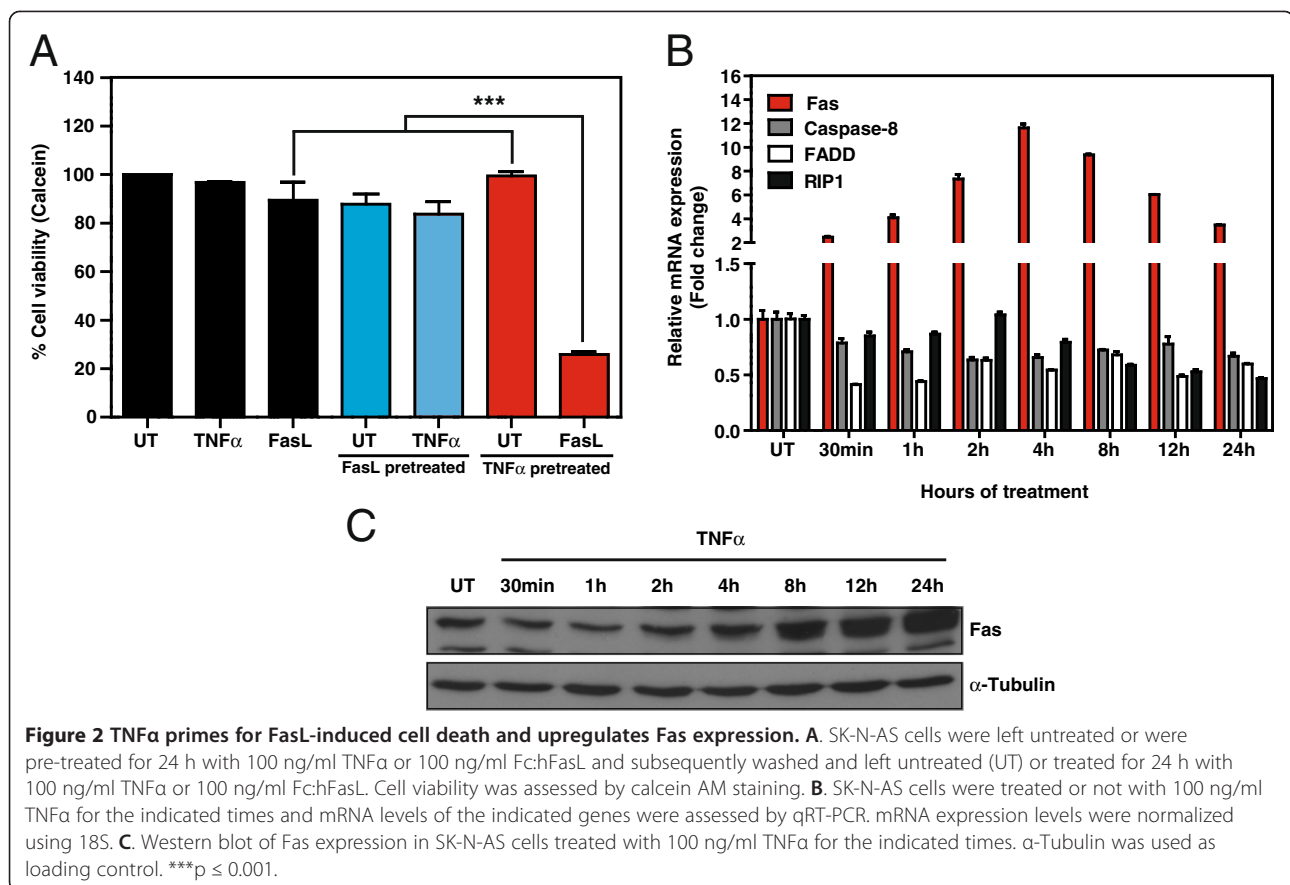 A
% Cell viability (Calcein)
140
120
100
80
60
40
20
0
***
UT TNFα FasL UT TNFα UT FasL
FasL pretreated TNFα pretreated
B
Relative mRNA expression
(Fold change)
16
14
12
10
8
6
4
2
1.5
1.0
0.5
0.0
Fas
Caspase-8
FADD
RIP1
UT 30min 1h 2h 4h 8h 12h 24h
Hours of treatment
C
TNFα
UT 30min 1h 2h 4h 8h 12h 24h
Fas
α-Tubulin
Figure 2 TNFα primes for FasL-induced cell death and upregulates Fas expression. A. SK-N-AS cells were left untreated or were
pre-treated for 24 h with 100 ng/ml TNFα or 100 ng/ml Fc:hFasL and subsequently washed and left untreated (UT) or treated for 24 h with
100 ng/ml TNFα or 100 ng/ml Fc:hFasL. Cell viability was assessed by calcein AM staining. B. SK-N-AS cells were treated or not with 100 ng/ml
TNFα for the indicated times and mRNA levels of the indicated genes were assessed by qRT-PCR. mRNA expression levels were normalized
using 18S. C. Western blot of Fas expression in SK-N-AS cells treated with 100 ng/ml TNFα for the indicated times. α-Tubulin was used as
loading control. ***p ≤ 0.001.